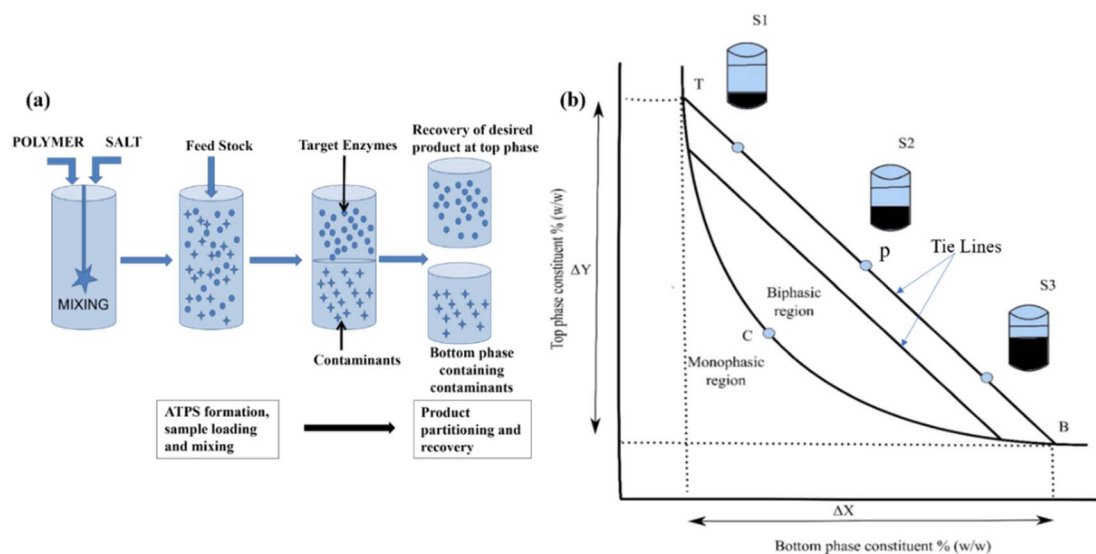 (a)
POLYMER
SALT
MIXING
Feed Stock
Target Enzymes
Contaminants
Recovery of desired
product at top phase
Bottom phase
containing
contaminants
ATPS formation,
sample loading
and mixing
Product
partitioning and
recovery
(b)
S1
T
S2
p
Tie Lines
S3
Biphasic
region
C
Monophasic
region
B
ΔY
Top phase constituent % (w/w)
ΔX
Bottom phase constituent % (w/w)